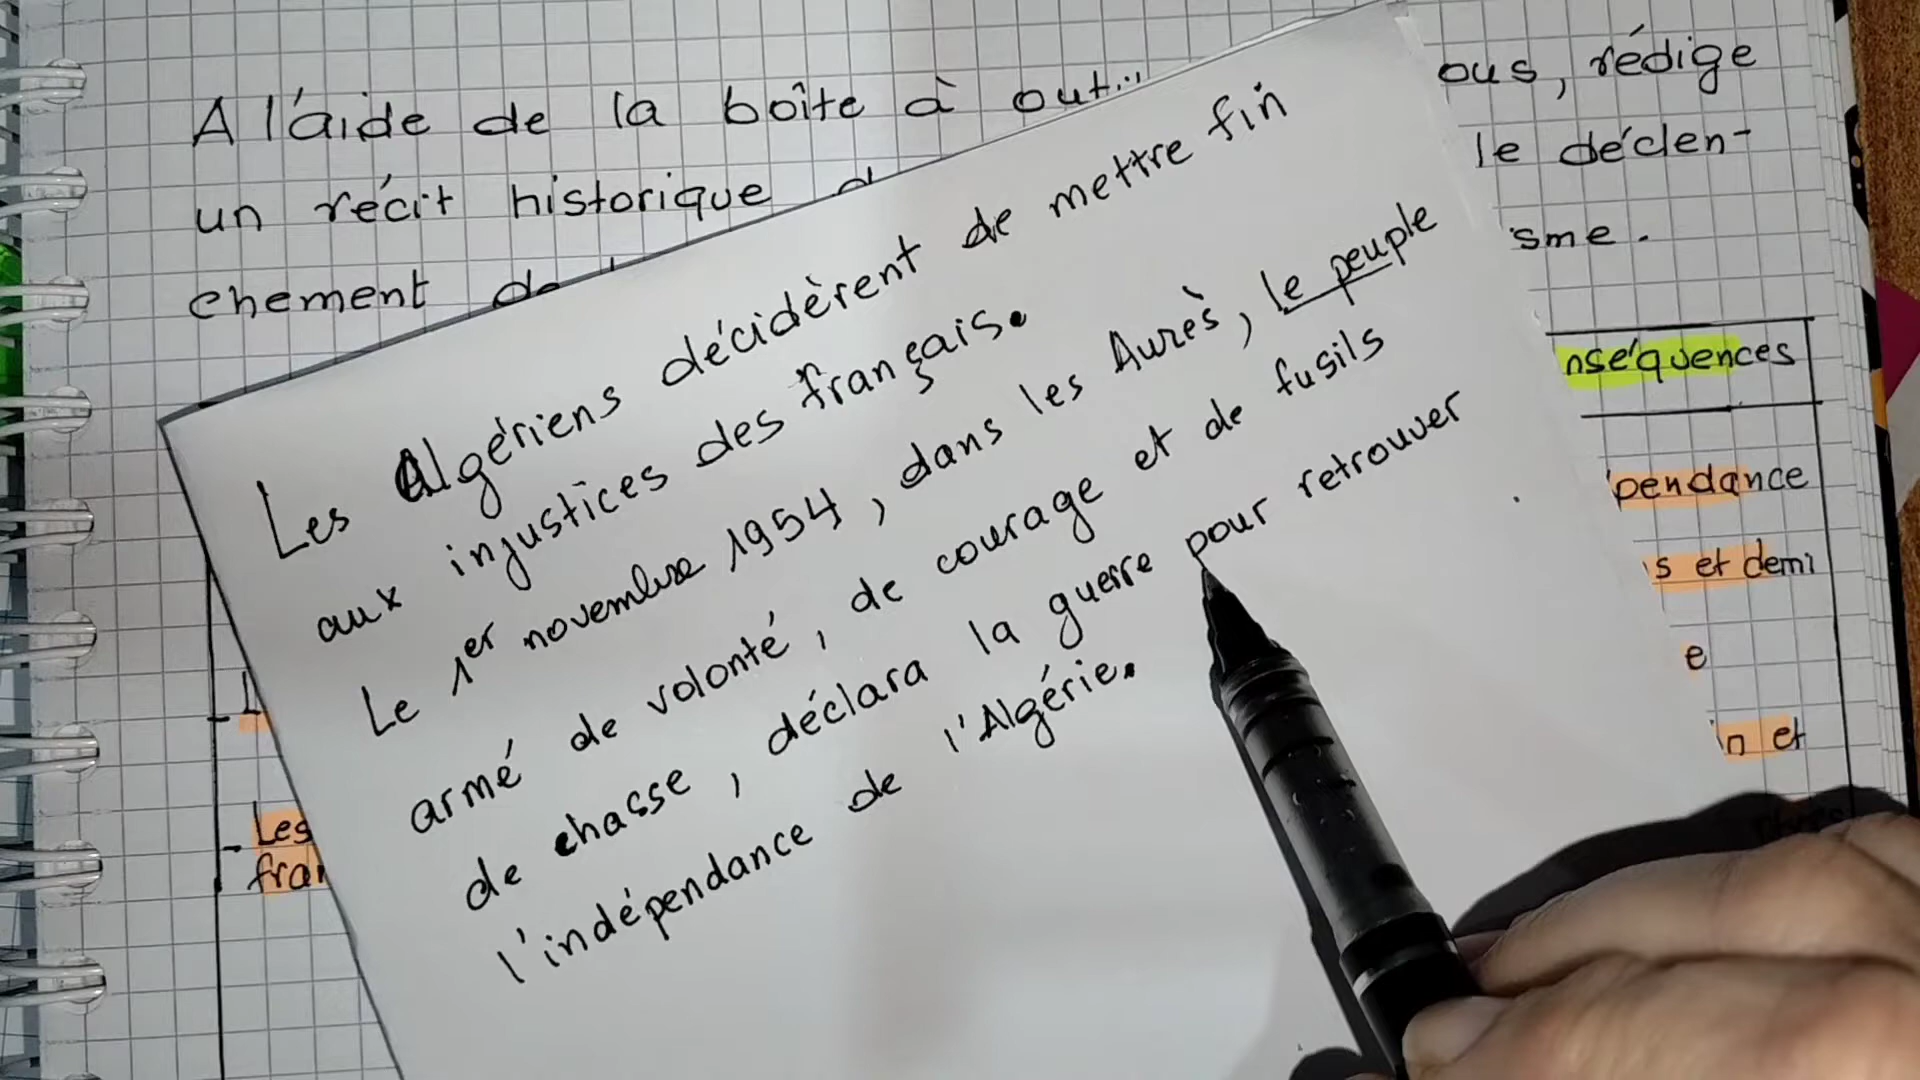 A l'aide de la boîte à
ous, rédige
un récit historique
le déclen-
chement de
sme.
nséquences
pendance
s et demi
e
n et
- Les
fran
Les Algériens décidèrent de mettre fin
aux injustices des français.
Le 1er novembre 1954, dans les Aurès, le peuple
armé de volonté, de courage et de fusils
de chasse, déclara la guerre pour retrouver
l'indépendance de l'Algérie.